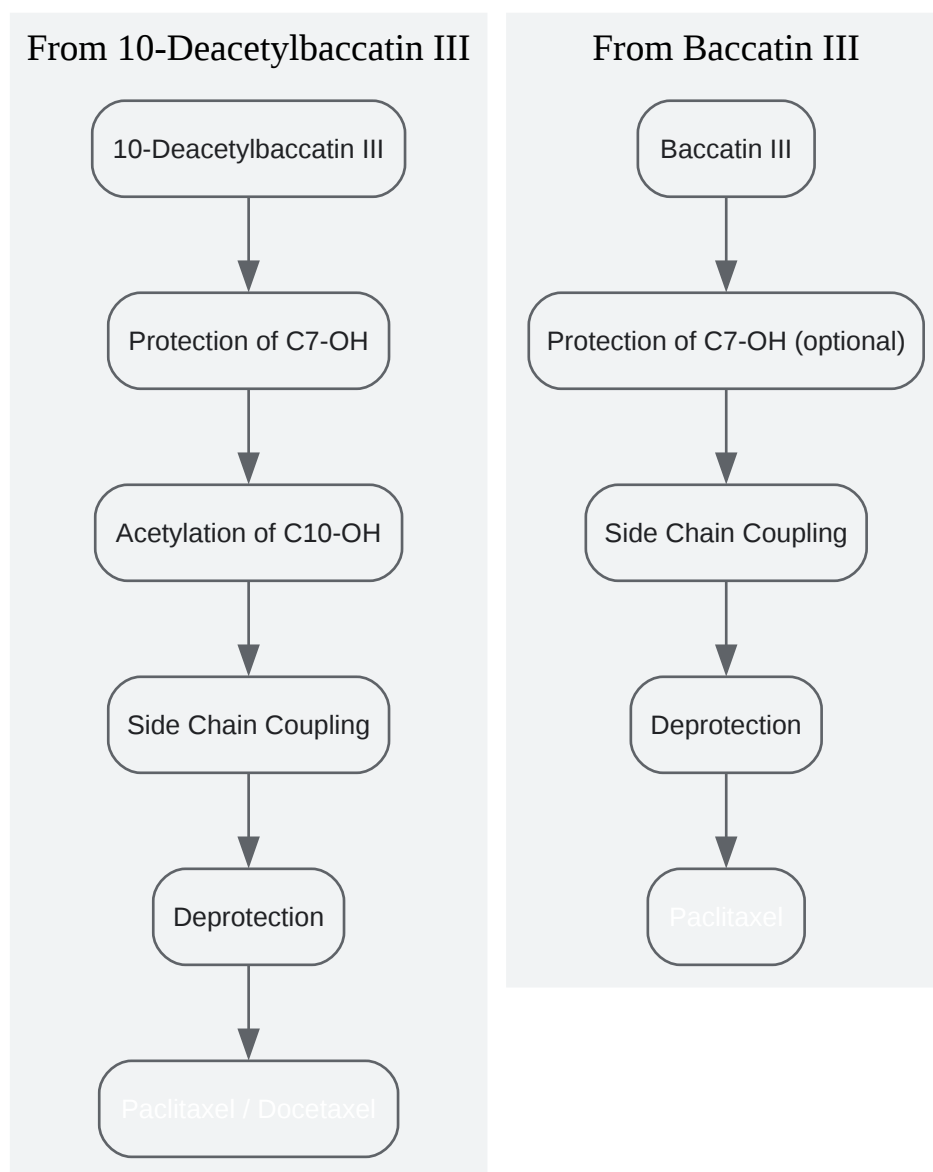 From 10-Deacetylbaccatin III
10-Deacetylbaccatin III
Protection of C7-OH
Acetylation of C10-OH
Side Chain Coupling
Deprotection
Paclitaxel / Docetaxel
From Baccatin III
Baccatin III
Protection of C7-OH (optional)
Side Chain Coupling
Deprotection
Paclitaxel